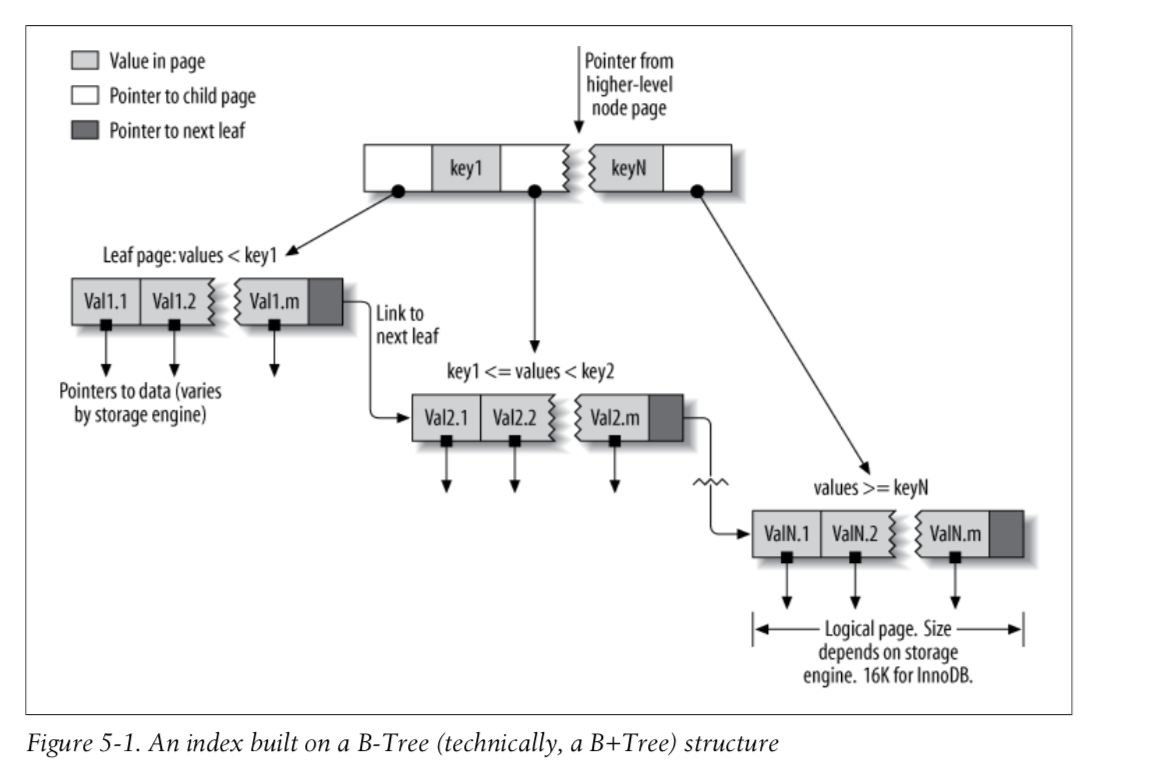 Value in page
Pointer to child page
Pointer to next leaf
Pointer from
higher-level
node page
key1
keyN
Leaf page: values < key1
Val1.1
Val1.2
Val1.m
Link to
next leaf
Pointers to data (varies
by storage engine)
key1 <= values < key2
Val2.1
Val2.2
Val2.m
values >= keyN
ValN.1
ValN.2
ValN.m
Logical page. Size
depends on storage
engine. 16K for InnoDB.
Figure 5-1. An index built on a B-Tree (technically, a B+Tree) structure